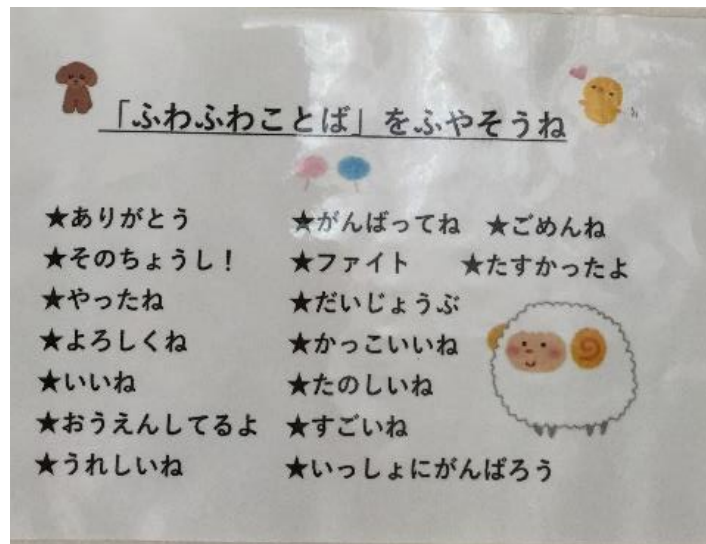 「ふわふわことば」をふやそうね
★ありがとう ★がんばってね ★ごめんね
★そのちょうし！ ★ファイト ★たすかったよ
★やったね ★だいじょうぶ
★よろしくね ★かっこいいね
★いいね ★たのしいね
★おうえんしてるよ ★すごいね
★うれしいね ★いっしょにがんばろう